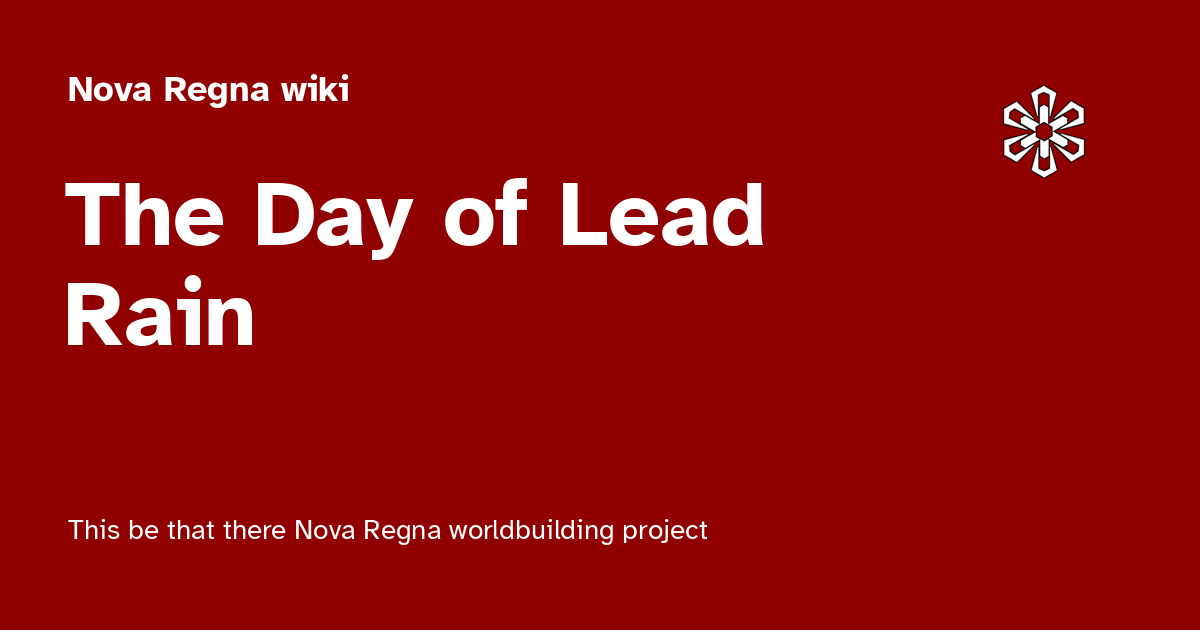 Nova Regna wiki
The Day of Lead
Rain
This be that there Nova Regna worldbuilding project